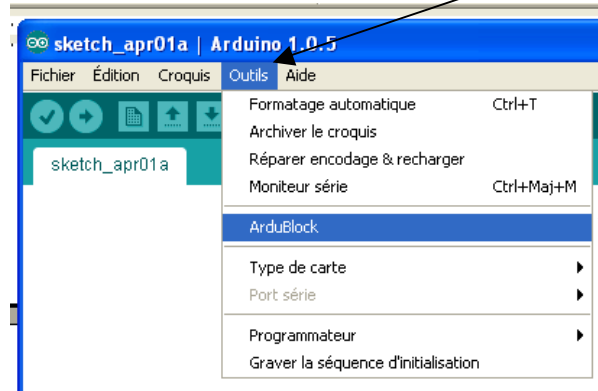 sketch_apr01a | Arduino 1.0.5
Fichier Édition Croquis Outils Aide
sketch_apr01a
Formatage automatique Ctrl+T
Archiver le croquis
Réparer encodage & recharger
Moniteur série Ctrl+Maj+M
ArduBlock
Type de carte
Port série
Programmateur
Graver la séquence d'initialisation